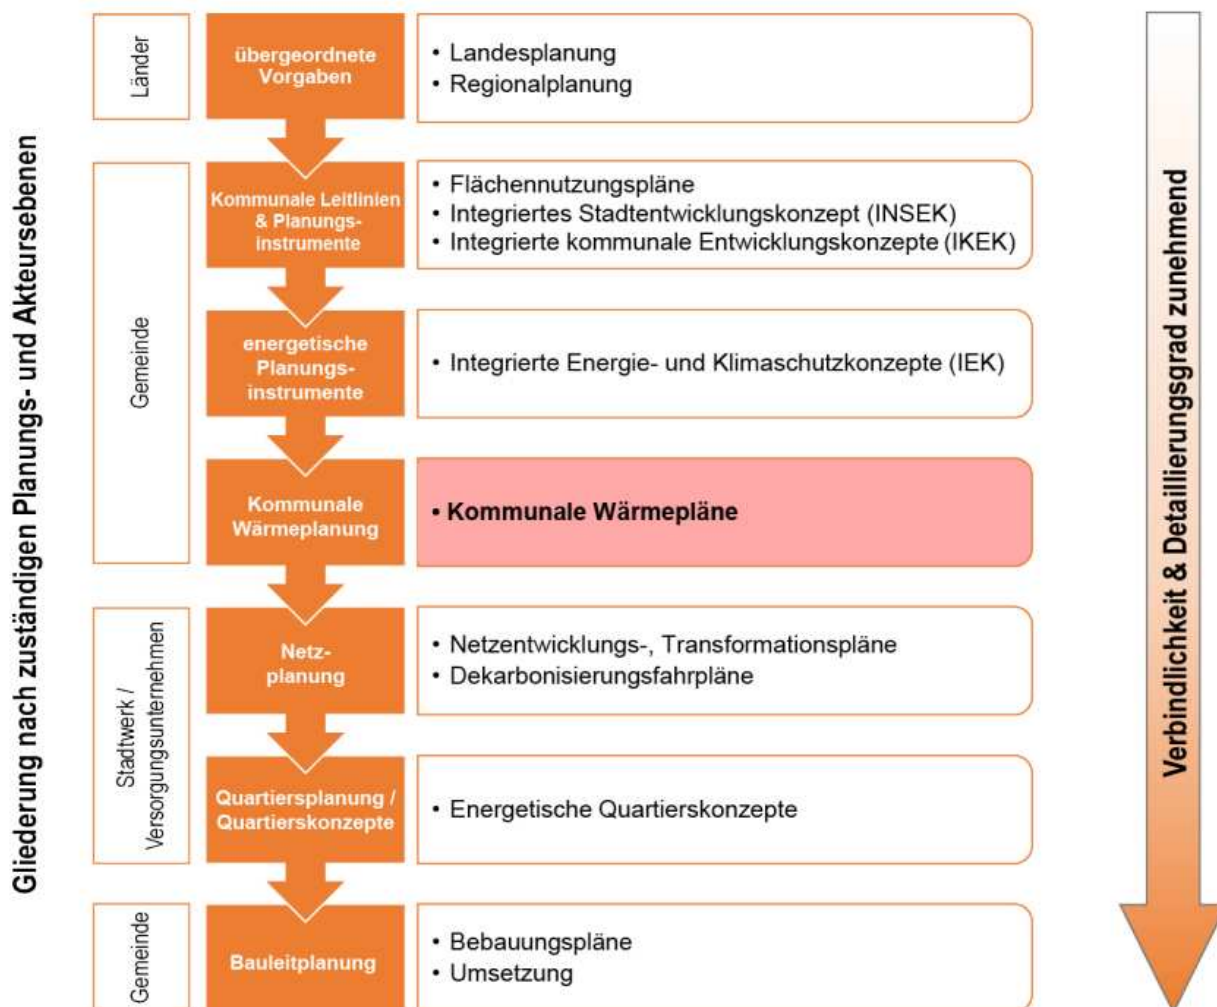 Gliederung nach zuständigen Planungs- und Akteursebenen
Länder
übergeordnete
Vorgaben
• Landesplanung
• Regionalplanung
Gemeinde
Kommunale Leitlinien
& Planungs-
instrumente
• Flächennutzungspläne
• Integriertes Stadtentwicklungskonzept (INSEK)
• Integrierte kommunale Entwicklungskonzepte (IKEK)
energetische
Planungs-
instrumente
• Integrierte Energie- und Klimaschutzkonzepte (IEK)
Kommunale
Wärmeplanung
• Kommunale Wärmepläne
Stadtwerk /
Versorgungsunternehmen
Netz-
planung
• Netzentwicklungs-, Transformationspläne
• Dekarbonisierungsfahrpläne
Quartiersplanung /
Quartierskonzepte
• Energetische Quartierskonzepte
Gemeinde
Bauleitplanung
• Bebauungspläne
• Umsetzung
Verbindlichkeit & Detaillierungsgrad zunehmend